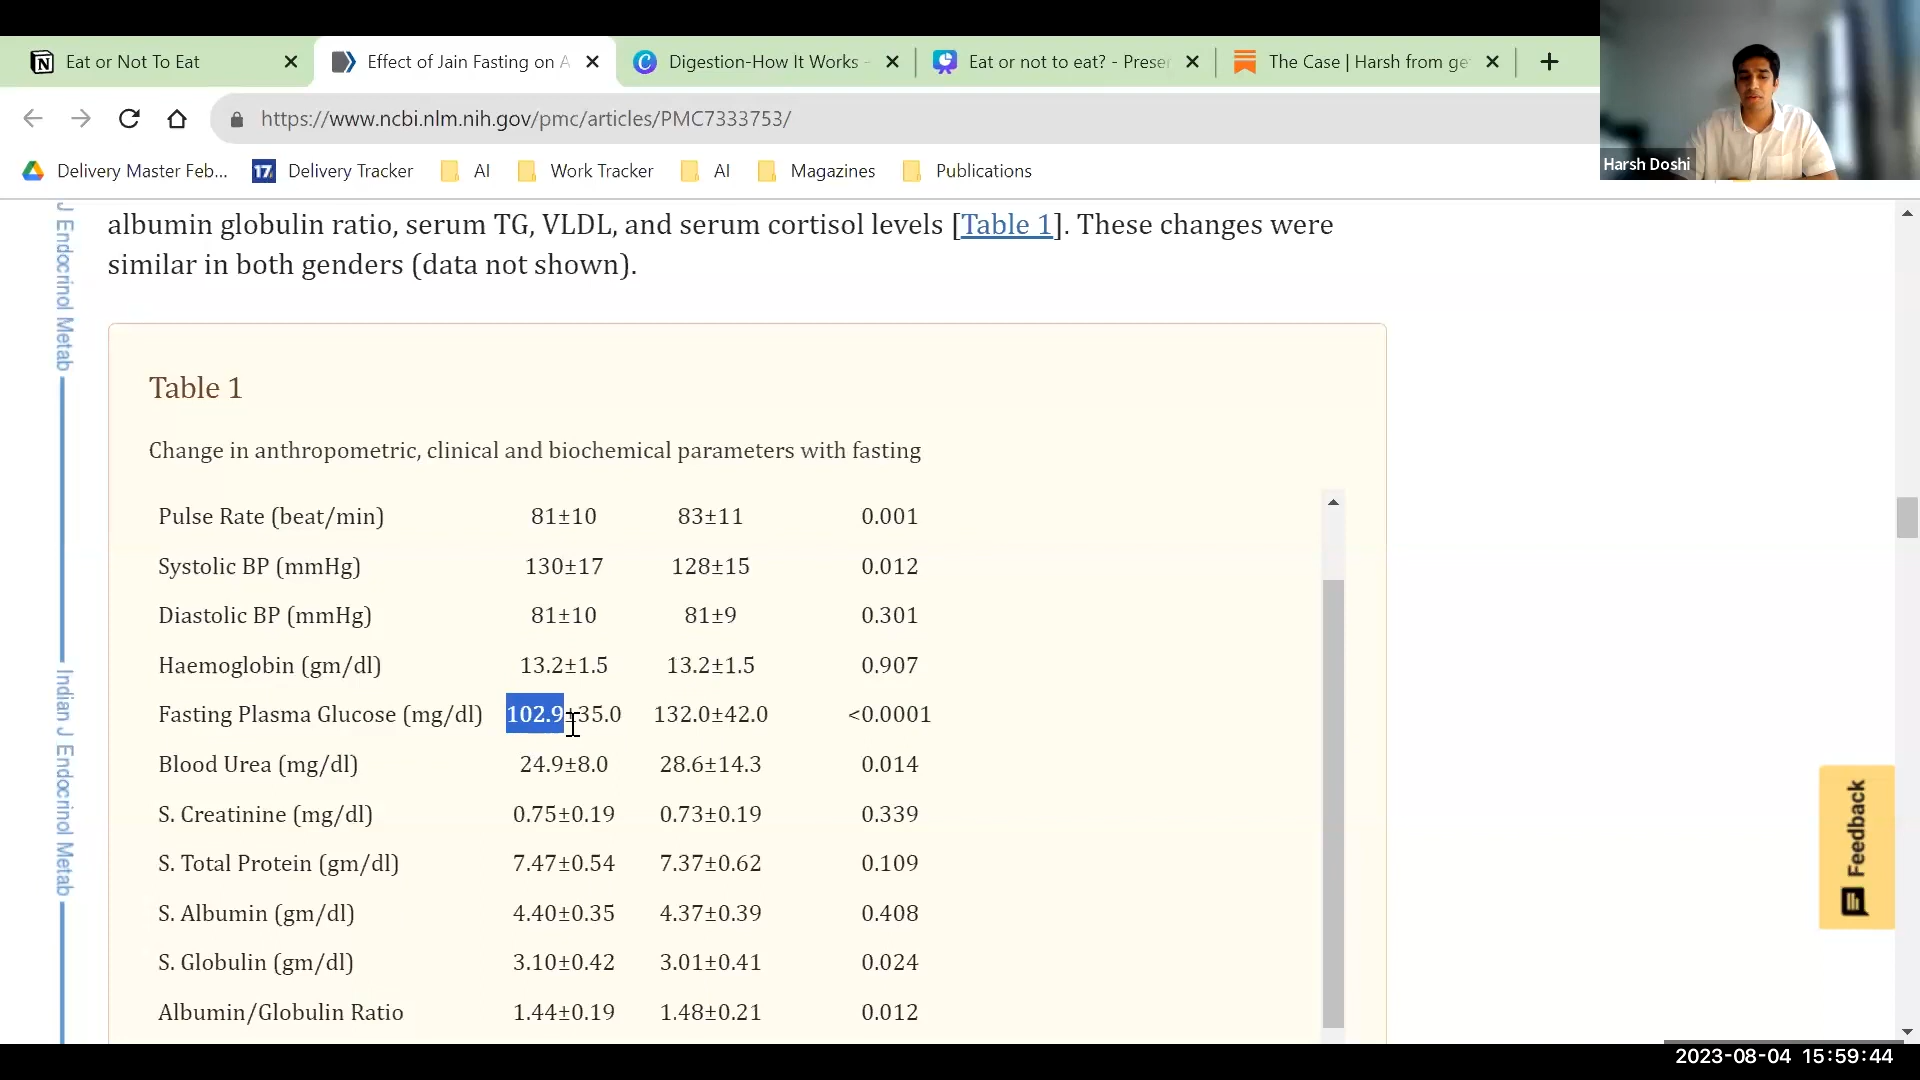 Eat or Not To Eat
Effect of Jain Fasting on A
Digestion-How It Works -
Eat or not to eat? - Preser
The Case | Harsh from ge
https://www.ncbi.nlm.nih.gov/pmc/articles/PMC7333753/
Delivery Master Feb...
17
Delivery Tracker
AI
Work Tracker
AI
Magazines
Publications
Harsh Doshi
J Endocrinol Metab
Indian J Endocrinol Metab
albumin globulin ratio, serum TG, VLDL, and serum cortisol levels [Table 1]. These changes were
similar in both genders (data not shown).
Table 1
Change in anthropometric, clinical and biochemical parameters with fasting
Pulse Rate (beat/min) 81±10 83±11 0.001
Systolic BP (mmHg) 130±17 128±15 0.012
Diastolic BP (mmHg) 81±10 81±9 0.301
Haemoglobin (gm/dl) 13.2±1.5 13.2±1.5 0.907
Fasting Plasma Glucose (mg/dl) 102.9±35.0 132.0±42.0 <0.0001
Blood Urea (mg/dl) 24.9±8.0 28.6±14.3 0.014
S. Creatinine (mg/dl) 0.75±0.19 0.73±0.19 0.339
S. Total Protein (gm/dl) 7.47±0.54 7.37±0.62 0.109
S. Albumin (gm/dl) 4.40±0.35 4.37±0.39 0.408
S. Globulin (gm/dl) 3.10±0.42 3.01±0.41 0.024
Albumin/Globulin Ratio 1.44±0.19 1.48±0.21 0.012
Feedback
2023-08-04 15:59:44